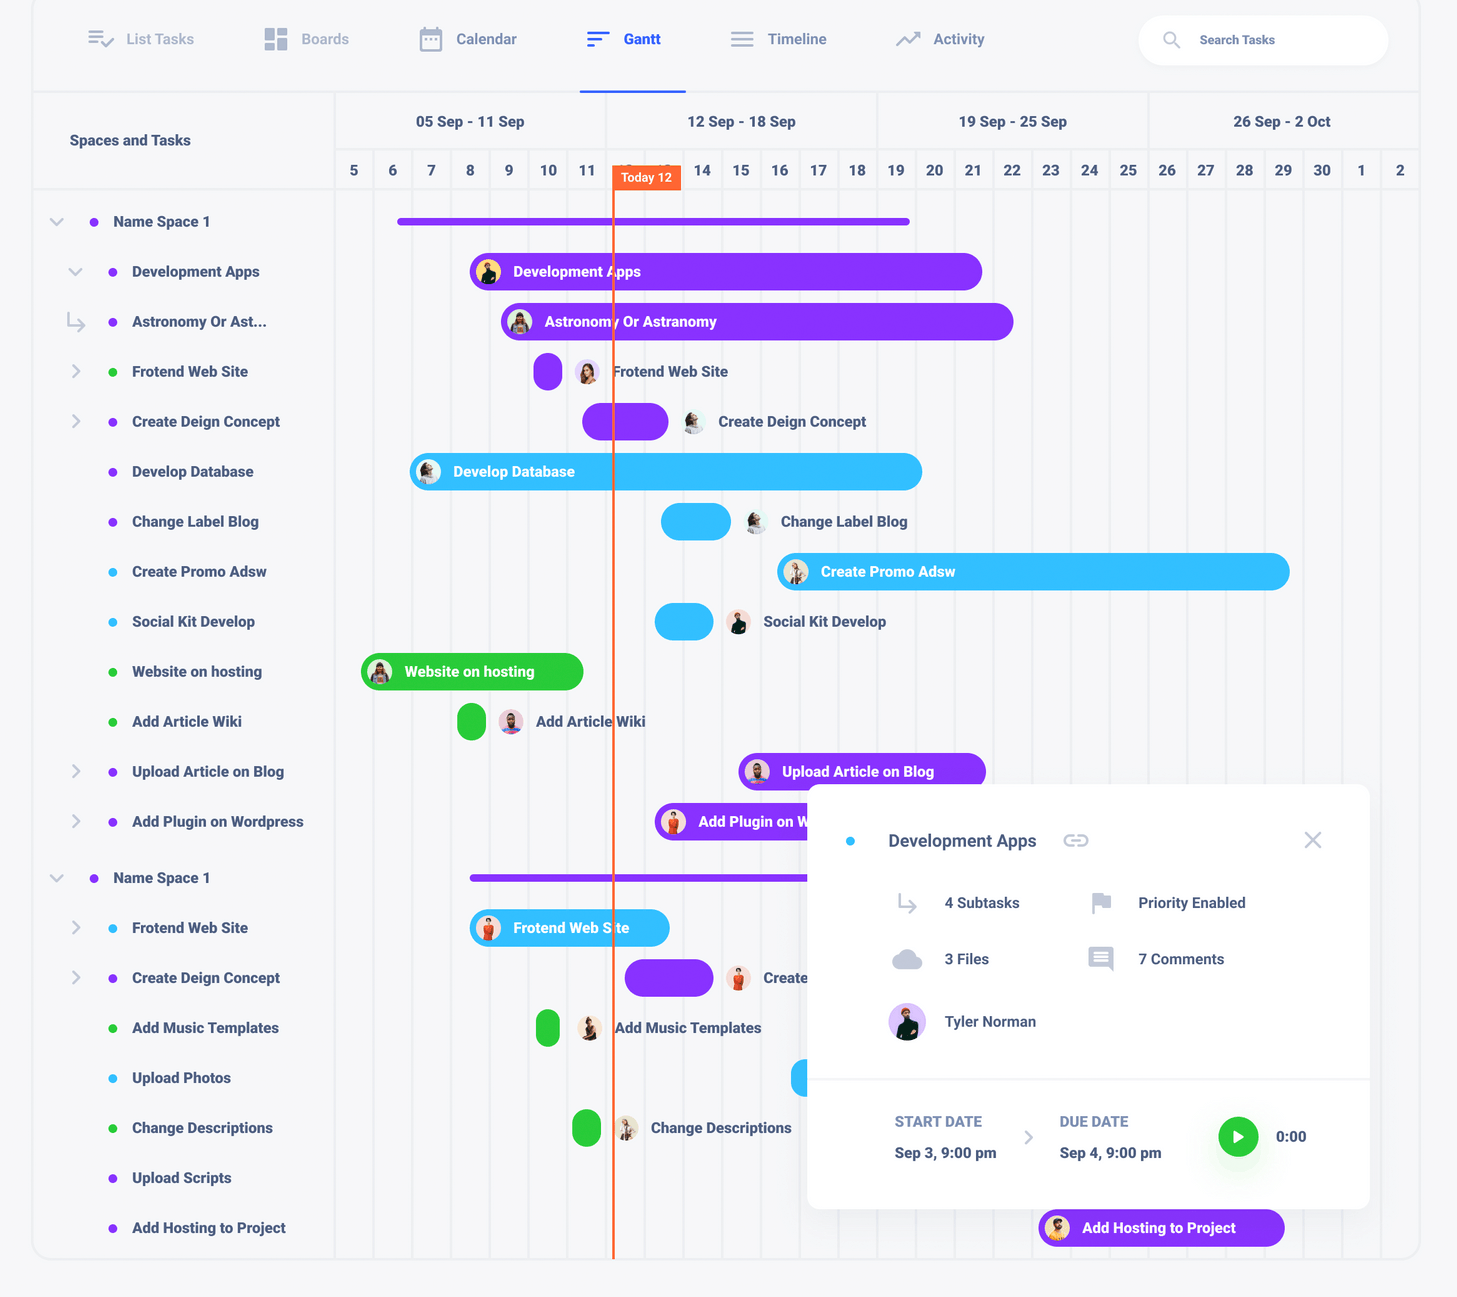 List Tasks
Boards
Calendar
Gantt
Timeline
Activity
Search Tasks
Spaces and Tasks
05 Sep - 11 Sep
12 Sep - 18 Sep
19 Sep - 25 Sep
26 Sep - 2 Oct
5 6 7 8 9 10 11 14 15 16 17 18 19 20 21 22 23 24 25 26 27 28 29 30 1 2
Today 12
Name Space 1
Development Apps
Development Apps
Astronomy Or Ast...
Astronomy Or Astranomy
Frotend Web Site
Frotend Web Site
Create Deign Concept
Create Deign Concept
Develop Database
Develop Database
Change Label Blog
Change Label Blog
Create Promo Adsw
Create Promo Adsw
Social Kit Develop
Social Kit Develop
Website on hosting
Website on hosting
Add Article Wiki
Add Article Wiki
Upload Article on Blog
Upload Article on Blog
Add Plugin on Wordpress
Add Plugin on W
Name Space 1
Frotend Web Site
Frotend Web Site
Create Deign Concept
Create
Add Music Templates
Add Music Templates
Upload Photos
Change Descriptions
Change Descriptions
Upload Scripts
Add Hosting to Project
Add Hosting to Project
Development Apps
4 Subtasks
Priority Enabled
3 Files
7 Comments
Tyler Norman
START DATE
Sep 3, 9:00 pm
DUE DATE
Sep 4, 9:00 pm
0:00